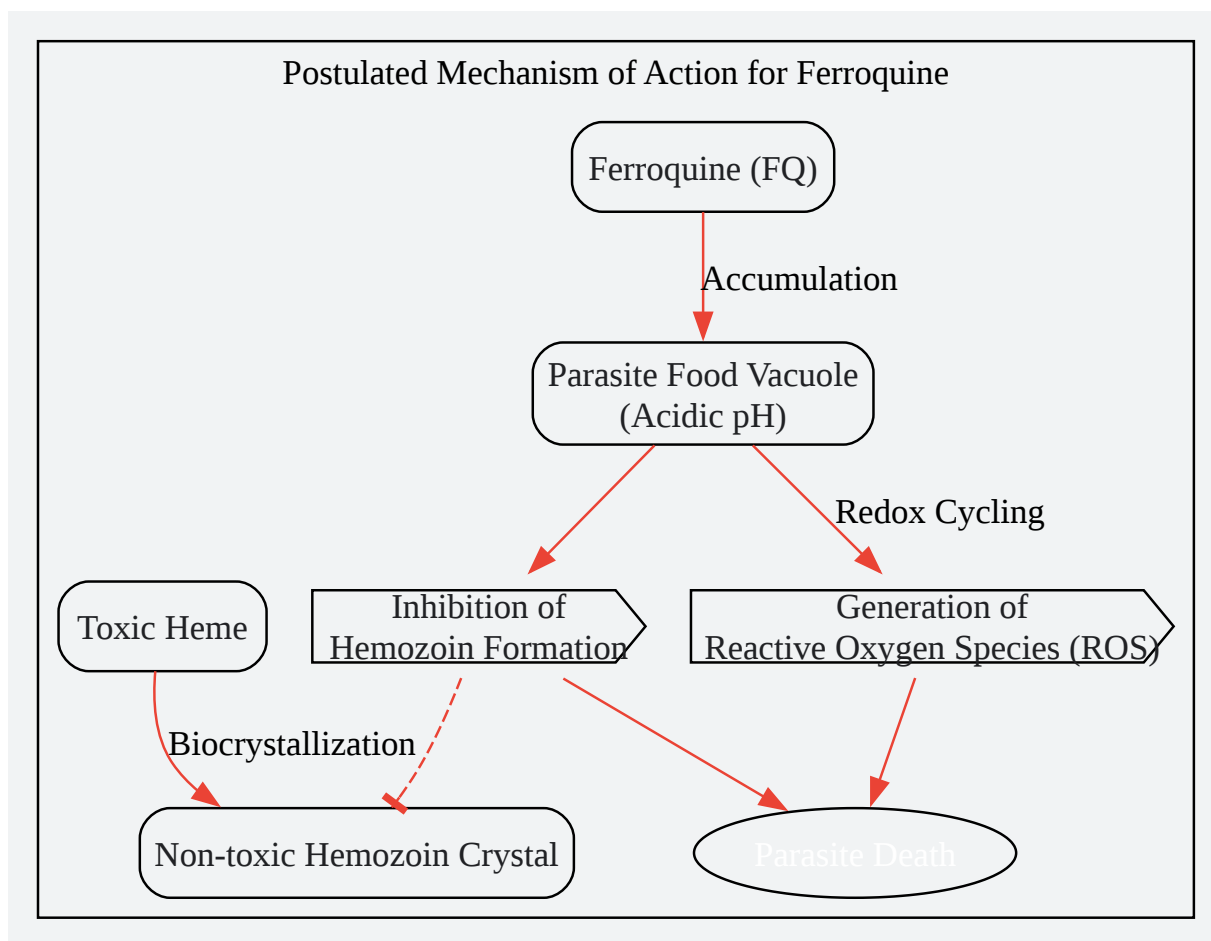 Postulated Mechanism of Action for Ferroquine
Ferroquine (FQ)
Accumulation
Parasite Food Vacuole
(Acidic pH)
Redox Cycling
Toxic Heme
Inhibition of
Hemozoin Formation
Generation of
Reactive Oxygen Species (ROS)
Biocrystallization
Non-toxic Hemozoin Crystal
Parasite Death